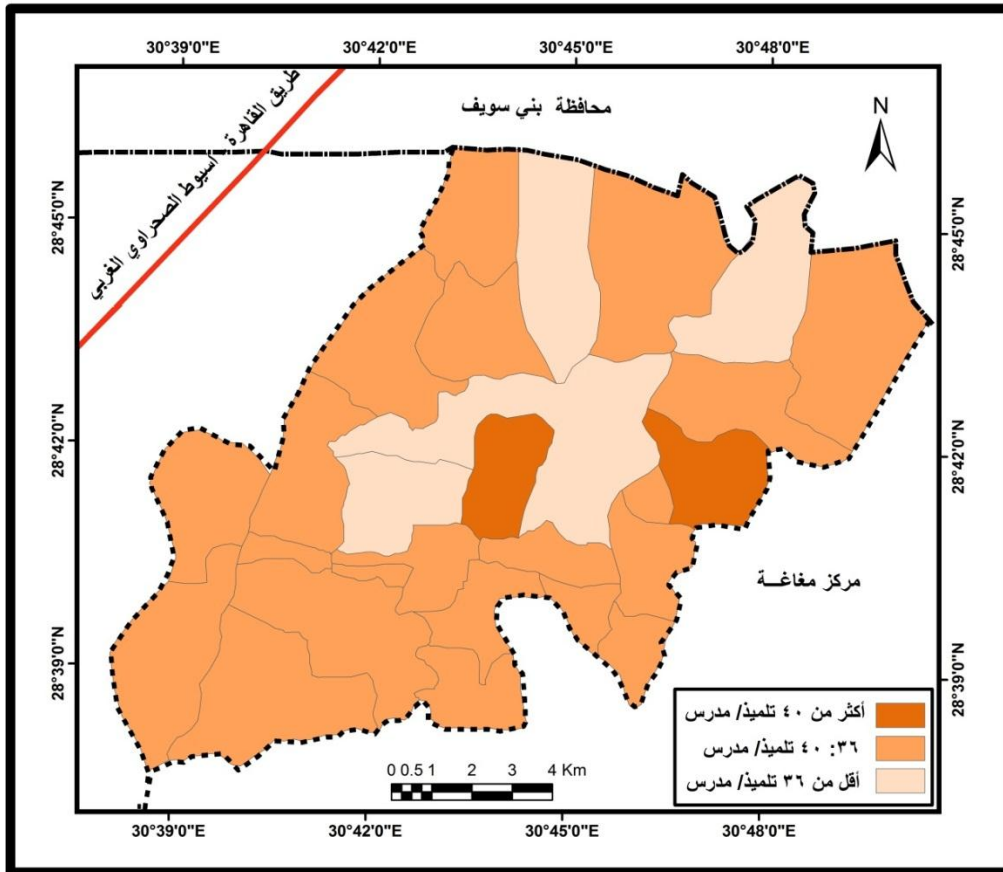 30°39'0"E 30°42'0"E 30°45'0"E 30°48'0"E
محافظة بني سويف
N
طريق القاهرة - اسيوط الصحراوي الغربي
28°45'0"N 28°45'0"N
28°42'0"N 28°42'0"N
مركز مغاغـــة
28°39'0"N 28°39'0"N
أكثر من ٤٠ تلميذ/ مدرس
٣٦: ٤٠ تلميذ/ مدرس
أقل من ٣٦ تلميذ/ مدرس
0 0.5 1 2 3 4 Km
30°39'0"E 30°42'0"E 30°45'0"E 30°48'0"E